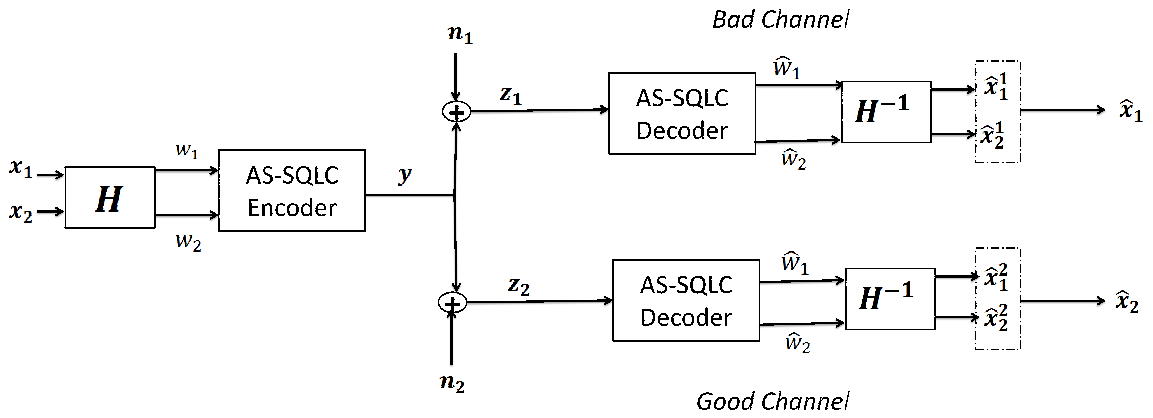 Bad Channel
n₁
z₁
AS-SQLC
Decoder
ŵ₁
ŵ₂
H⁻¹
x̂₁¹
x̂₂¹
x̂₁
x₁
x₂
H
w₁
w₂
AS-SQLC
Encoder
y
+
+
z₂
n₂
AS-SQLC
Decoder
ŵ₁
ŵ₂
H⁻¹
x̂₁²
x̂₂²
x̂₂
Good Channel